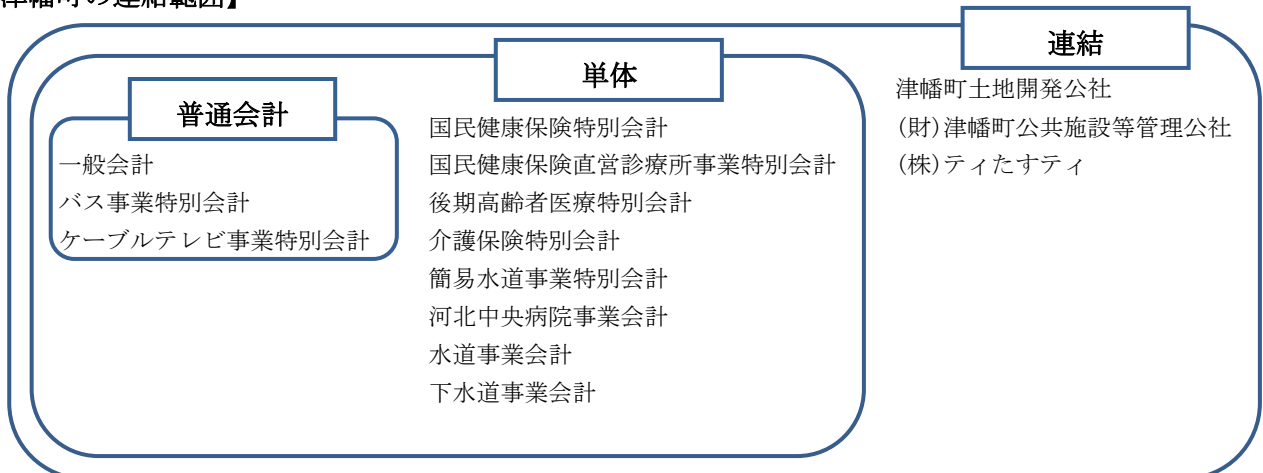 津幡町の連結範囲】
連結
単体
普通会計
一般会計
バス事業特別会計
ケーブルテレビ事業特別会計
国民健康保険特別会計
国民健康保険直営診療所事業特別会計
後期高齢者医療特別会計
介護保険特別会計
簡易水道事業特別会計
河北中央病院事業会計
水道事業会計
下水道事業会計
津幡町土地開発公社
(財)津幡町公共施設等管理公社
(株)ティたすティ